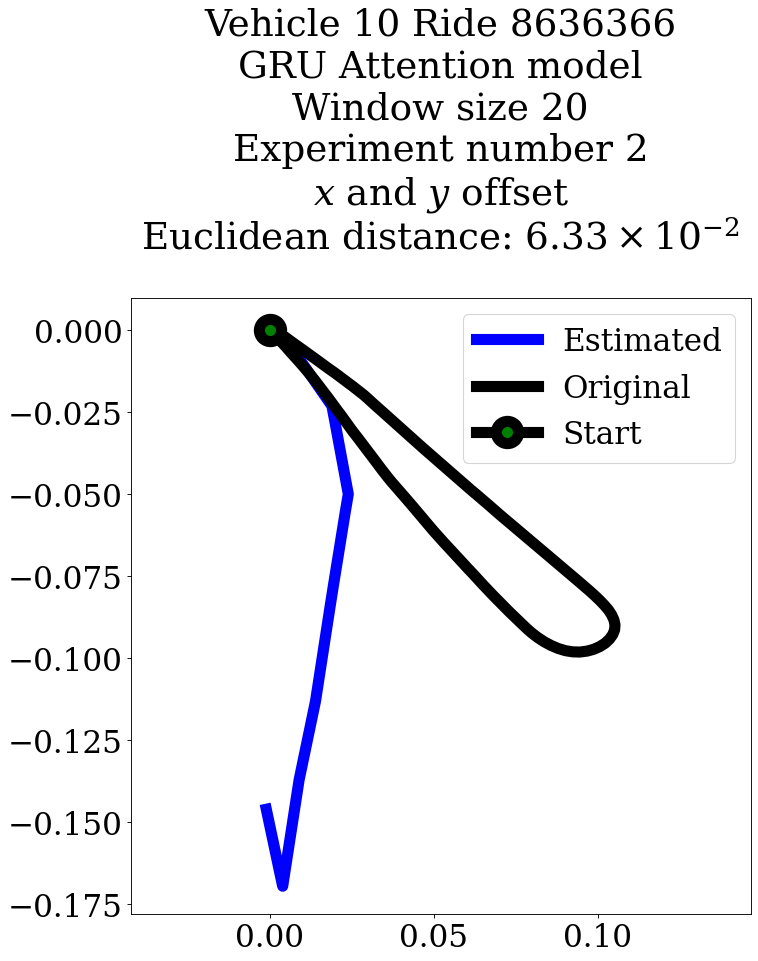 Vehicle 10 Ride 8636366
GRU Attention model
Window size 20
Experiment number 2
x and y offset
Euclidean distance: 6.33 × 10⁻²
Estimated
Original
Start
0.000
−0.025
−0.050
−0.075
−0.100
−0.125
−0.150
−0.175
0.00 0.05 0.10